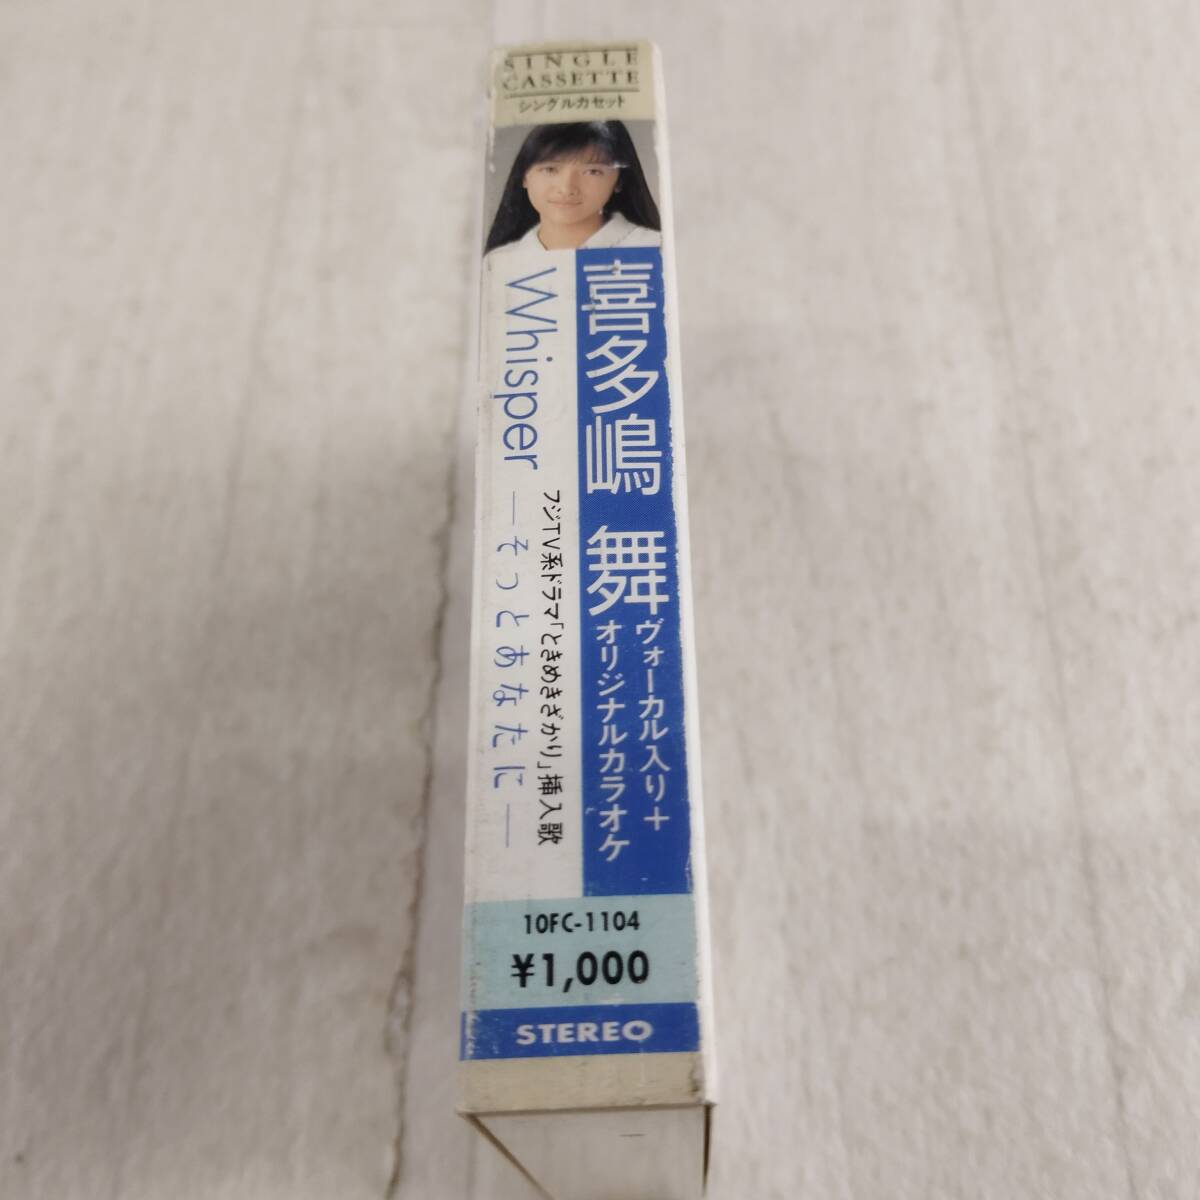 SINGLE
CASSETTE
シングルカセット
喜多嶋 舞
ヴォーカル入り+
オリジナルカラオケ
フジTV系ドラマ「ときめきざかり」挿入歌
Whisper —そっとあなたに—
10FC-1104
¥1,000
STEREO